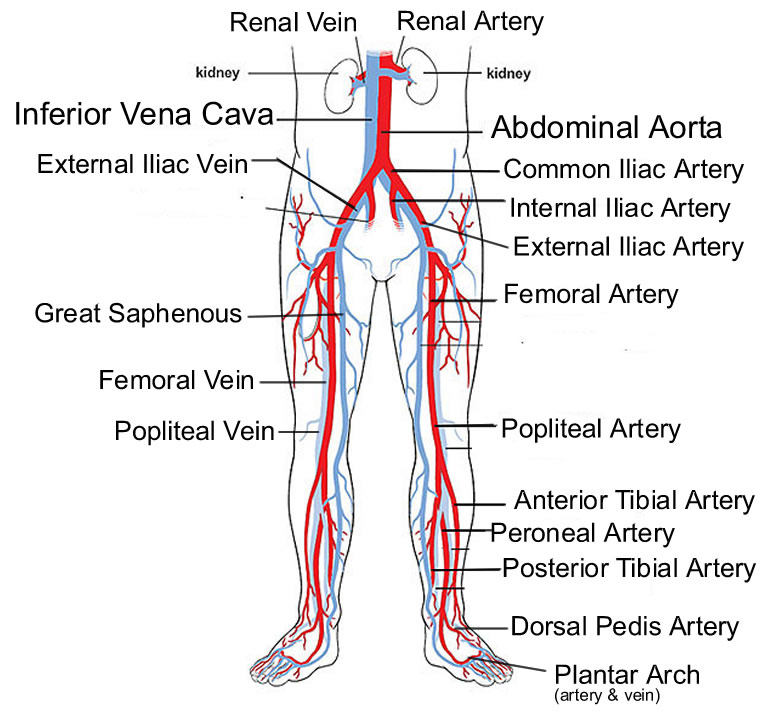 Renal Vein
Renal Artery
kidney
kidney
Inferior Vena Cava
Abdominal Aorta
External Iliac Vein
Common Iliac Artery
Internal Iliac Artery
External Iliac Artery
Femoral Artery
Great Saphenous
Femoral Vein
Popliteal Vein
Popliteal Artery
Anterior Tibial Artery
Peroneal Artery
Posterior Tibial Artery
Dorsal Pedis Artery
Plantar Arch
(artery & vein)